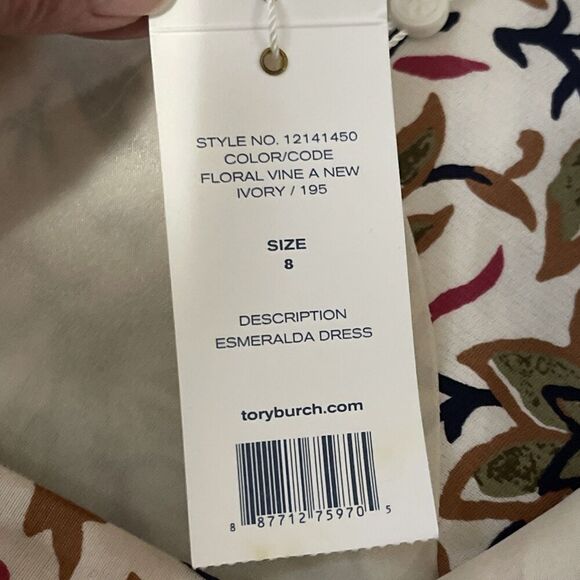 STYLE NO. 12141450
COLOR/CODE
FLORAL VINE A NEW
IVORY / 195
SIZE
8
DESCRIPTION
ESMERALDA DRESS
toryburch.com
8 87712 75970 5